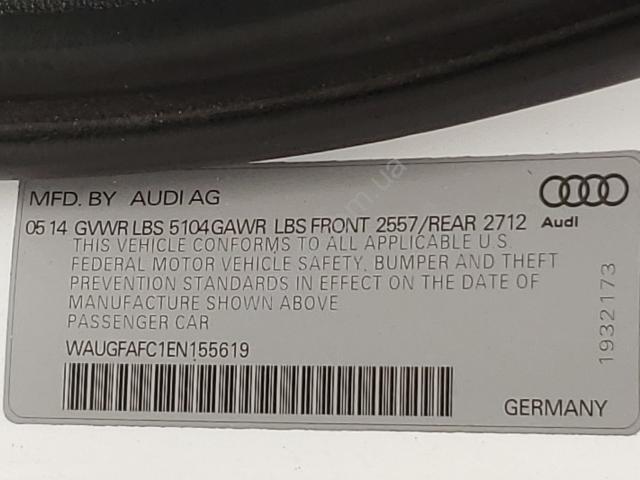 MFD. BY AUDI AG
05 14 GVWR LBS 5104 GAWR LBS FRONT 2557/REAR 2712
Audi
THIS VEHICLE CONFORMS TO ALL APPLICABLE U.S.
FEDERAL MOTOR VEHICLE SAFETY, BUMPER AND THEFT
PREVENTION STANDARDS IN EFFECT ON THE DATE OF
MANUFACTURE SHOWN ABOVE
PASSENGER CAR
WAUGFAFC1EN155619
1932173
GERMANY